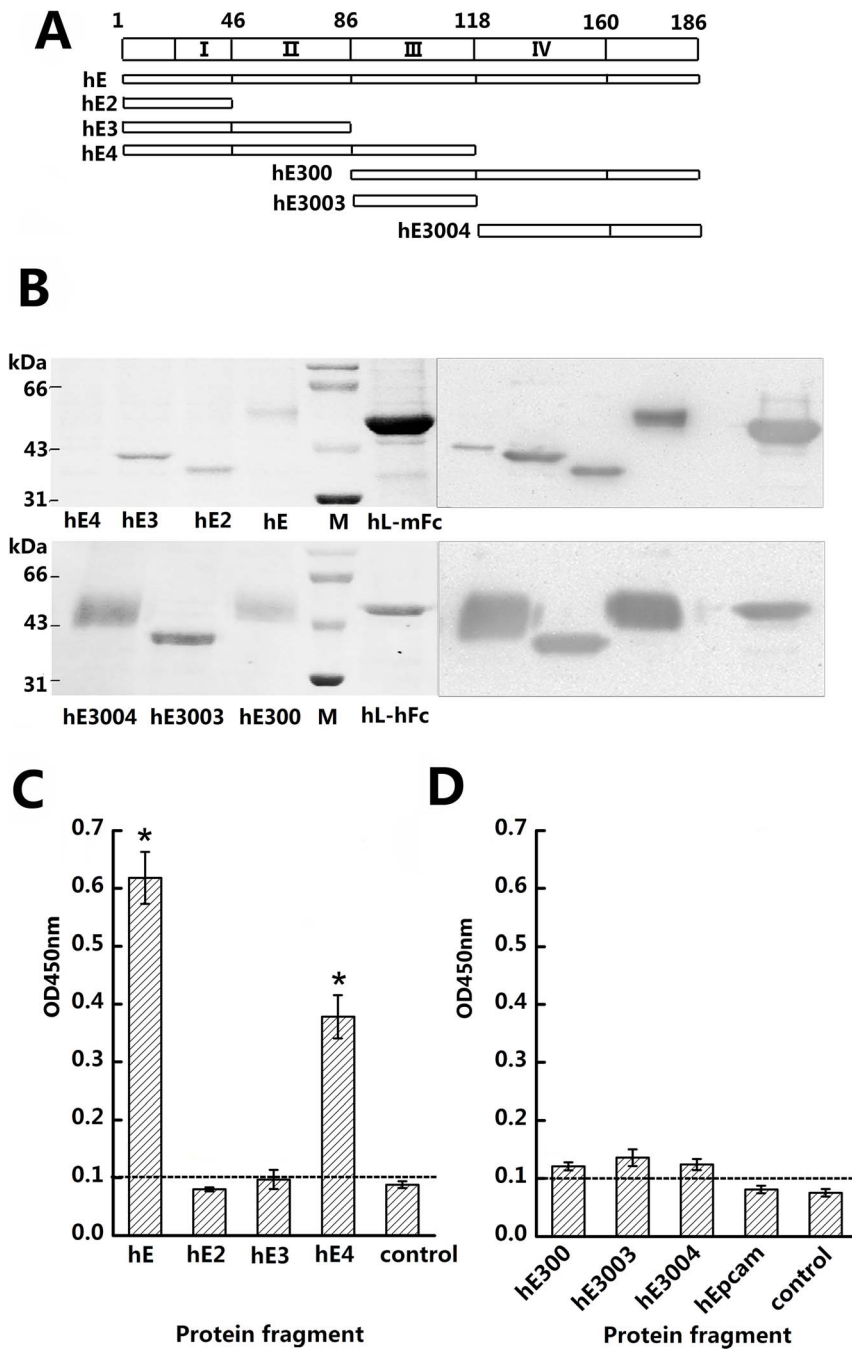 A
1 46 86 118 160 186
I II III IV
hE
hE2
hE3
hE4
hE300
hE3003
hE3004
B
kDa
66
43
31
hE4 hE3 hE2 hE M hL-mFc
kDa
66
43
31
hE3004 hE3003 hE300 M hL-hFc
C
OD450nm
0.7
0.6
0.5
0.4
0.3
0.2
0.1
0.0
*
*
hE hE2 hE3 hE4 control
Protein fragment
D
OD450nm
0.7
0.6
0.5
0.4
0.3
0.2
0.1
0.0
hE300 hE3003 hE3004 hEpcam control
Protein fragment